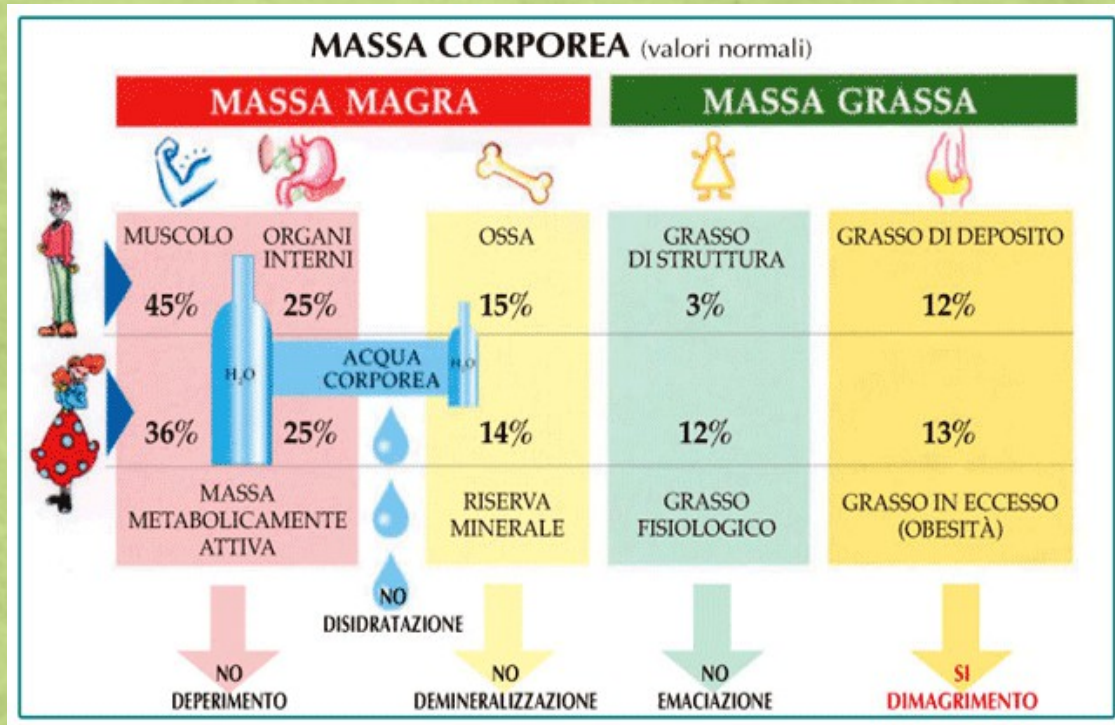 MASSA CORPOREA (valori normali)
MASSA MAGRA
MASSA GRASSA
MUSCOLO
ORGANI
INTERNI
OSSA
GRASSO
DI STRUTTURA
GRASSO DI DEPOSITO
45%
25%
15%
3%
12%
H₂O
ACQUA
CORPOREA
H₂O
36%
25%
14%
12%
13%
MASSA
METABOLICAMENTE
ATTIVA
RISERVA
MINERALE
GRASSO
FISIOLOGICO
GRASSO IN ECCESSO
(OBESITÀ)
NO
DISIDRATAZIONE
NO
DEPERIMENTO
NO
DEMINERALIZZAZIONE
NO
EMACIAZIONE
SI
DIMAGRIMENTO